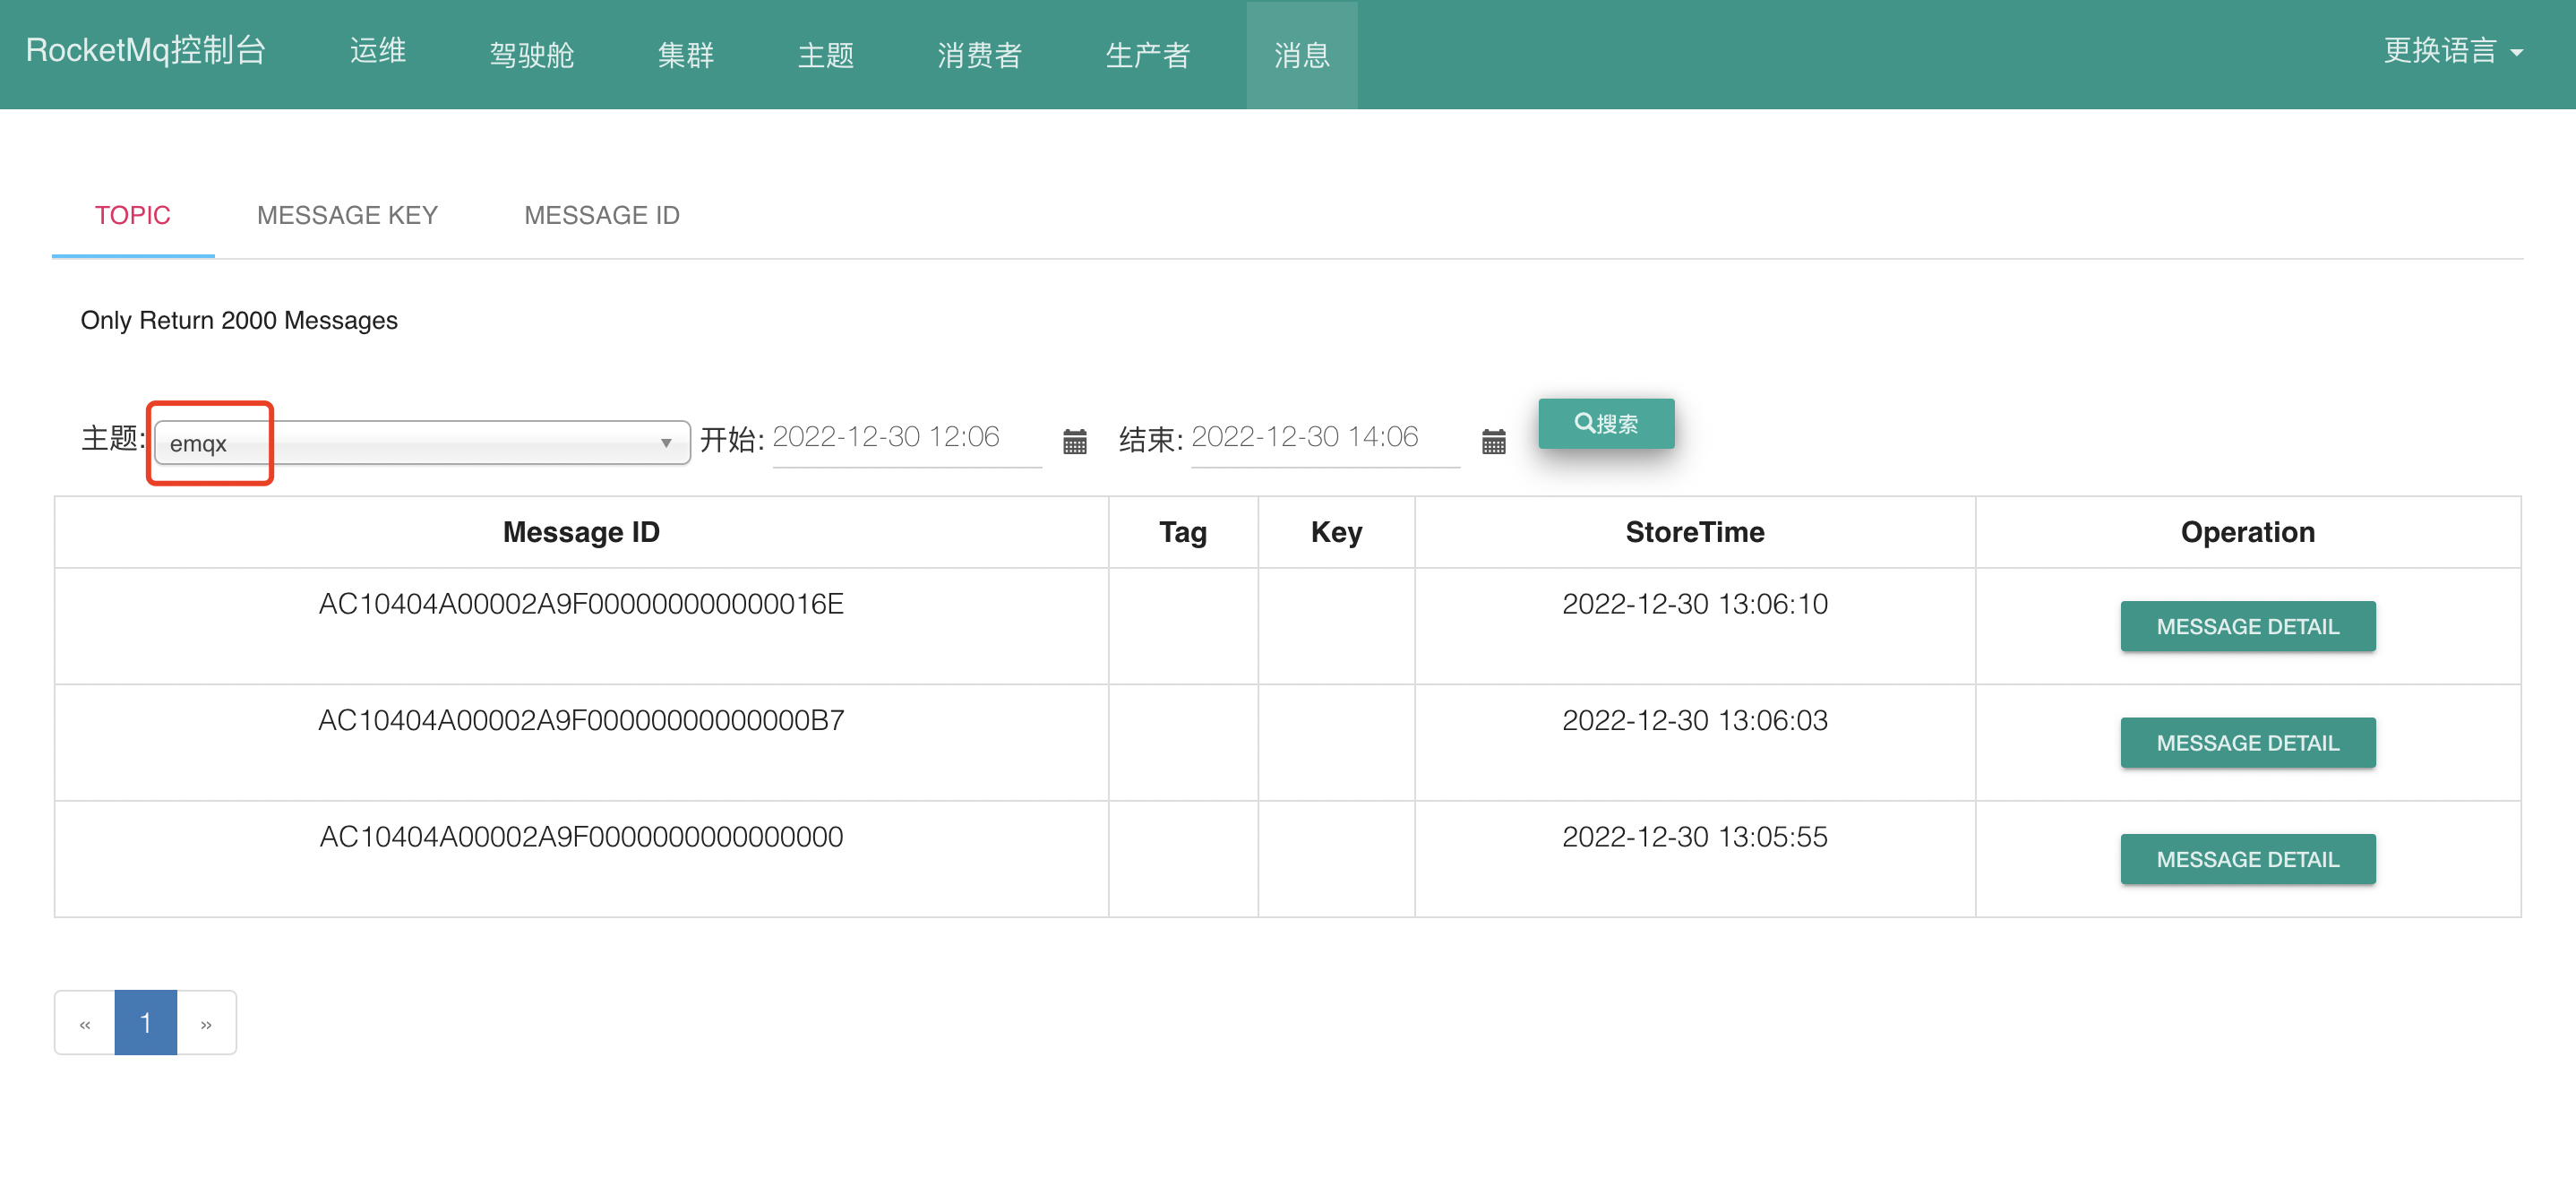 RocketMq控制台 运维 驾驶舱 集群 主题 消费者 生产者 消息 更换语言
TOPIC MESSAGE KEY MESSAGE ID
Only Return 2000 Messages
主题: emqx 开始: 2022-12-30 12:06 结束: 2022-12-30 14:06 搜索
Message ID Tag Key StoreTime Operation
AC10404A00002A9F000000000000016E 2022-12-30 13:06:10 MESSAGE DETAIL
AC10404A00002A9F00000000000000B7 2022-12-30 13:06:03 MESSAGE DETAIL
AC10404A00002A9F0000000000000000 2022-12-30 13:05:55 MESSAGE DETAIL
« 1 »